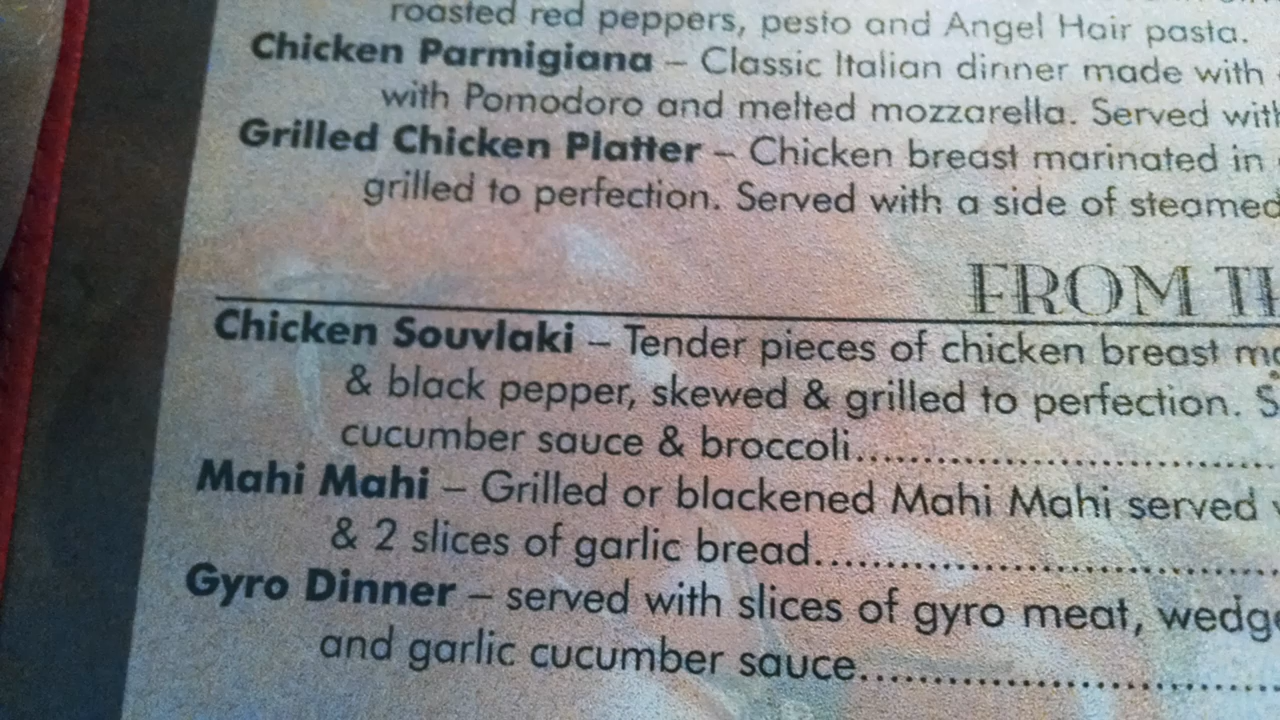 roasted red peppers, pesto and Angel Hair pasta.
Chicken Parmigiana – Classic Italian dinner made with
with Pomodoro and melted mozzarella. Served with
Grilled Chicken Platter – Chicken breast marinated in
grilled to perfection. Served with a side of steamed
FROM
Chicken Souvlaki – Tender pieces of chicken breast
& black pepper, skewed & grilled to perfection.
cucumber sauce & broccoli....................................
Mahi Mahi – Grilled or blackened Mahi Mahi served
& 2 slices of garlic bread....................................
Gyro Dinner – served with slices of gyro meat,
and garlic cucumber sauce....................................